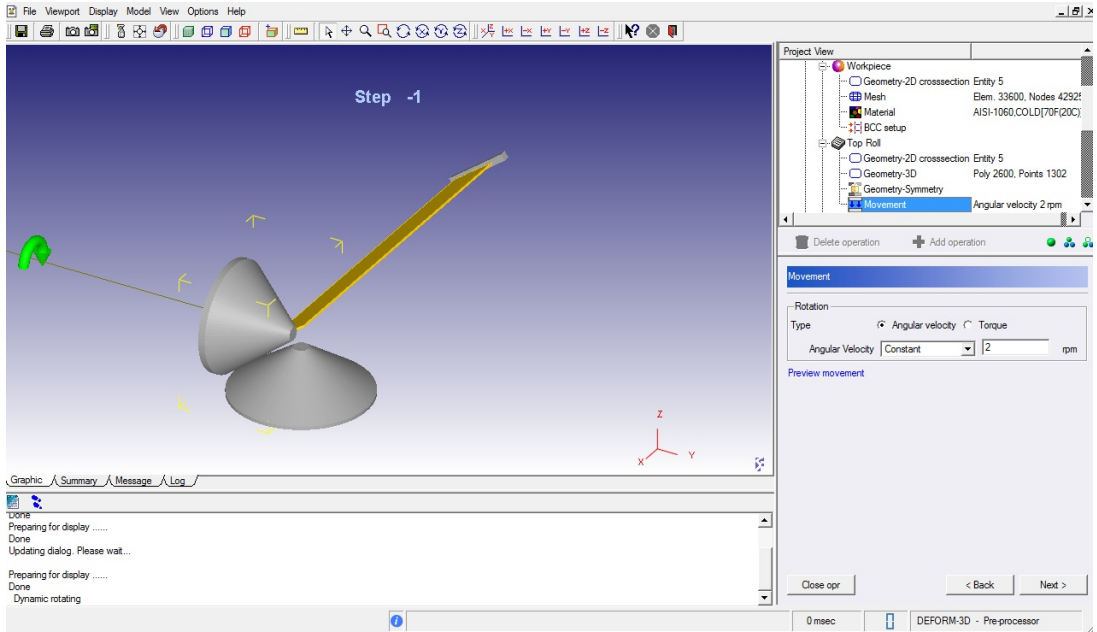 File Viewport Display Model View Options Help
Step -1
Z
X Y
Graphic Summary Message Log
Done
Preparing for display ......
Done
Updating dialog. Please wait...
Preparing for display ......
Done
Dynamic rotating
Project View
Workpiece
Geometry-2D crosssection Entity 5
Mesh Elem. 33600, Nodes 42925
Material AISI-1060,COLD[70F(20C)
BCC setup
Top Roll
Geometry-2D crosssection Entity 5
Geometry-3D Poly 2600, Points 1302
Geometry-Symmetry
Movement Angular velocity 2 rpm
Delete operation Add operation
Movement
Rotation
Type Angular velocity Torque
Angular Velocity Constant 2 rpm
Preview movement
Close opr < Back Next >
0 msec DEFORM-3D - Pre-processor